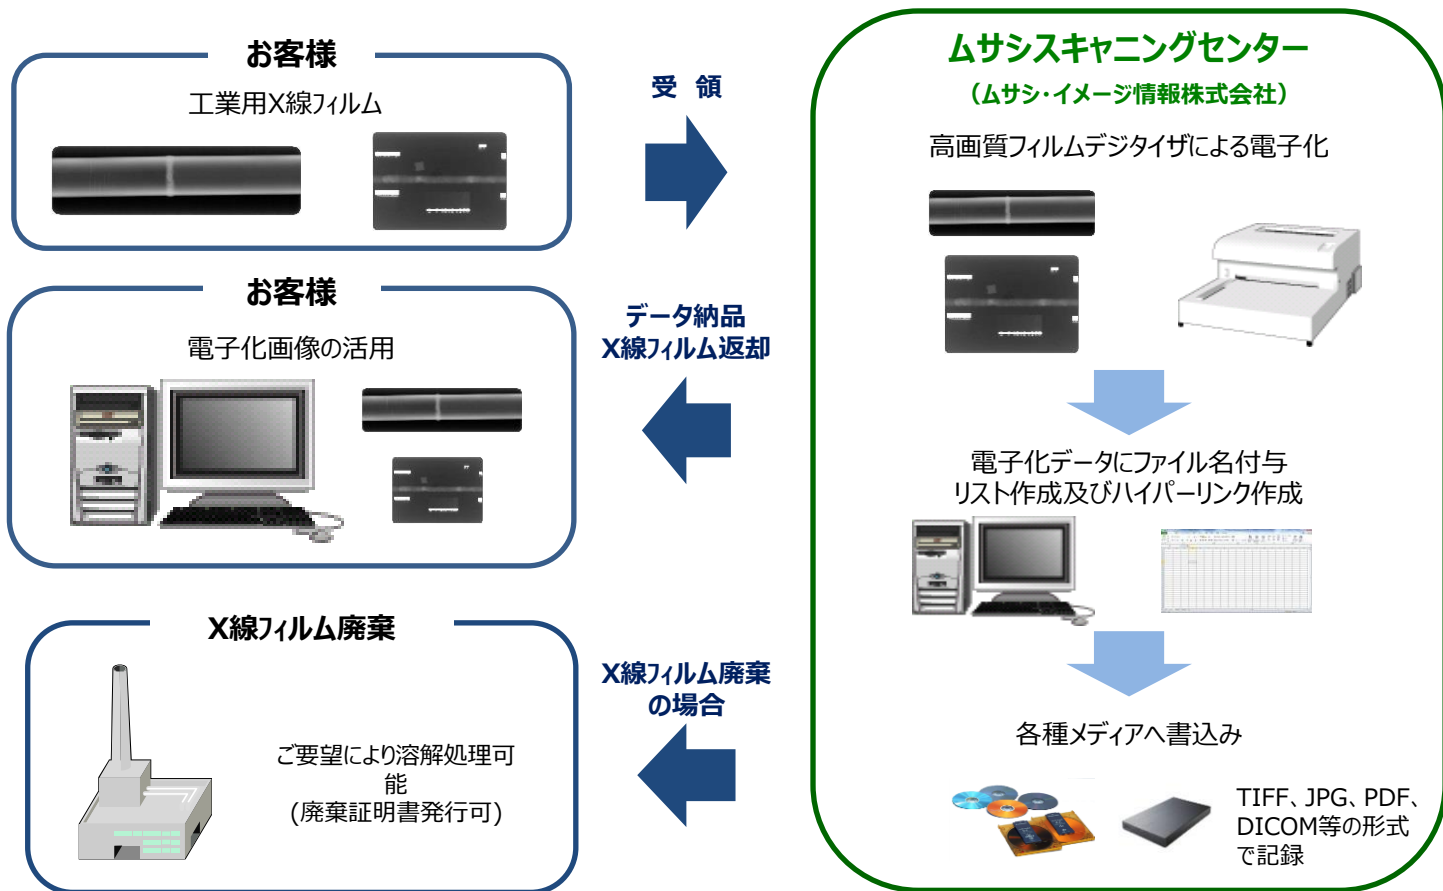 お客様
工業用X線フィルム
受 領
お客様
電子化画像の活用
データ納品
X線フィルム返却
X線フィルム廃棄
ご要望により溶解処理可
能
(廃棄証明書発行可)
X線フィルム廃棄
の場合
ムサシスキャニングセンター
（ムサシ・イメージ情報株式会社）
高画質フィルムデジタイザによる電子化
電子化データにファイル名付与
リスト作成及びハイパーリンク作成
各種メディアへ書込み
TIFF、JPG、PDF、
DICOM等の形式
で記録